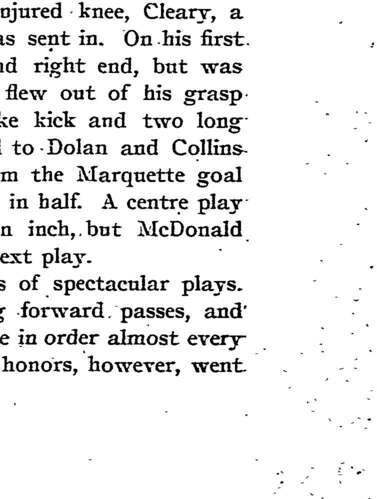 njured knee, Cleary, a
as sent in. On his first
nd right end, but was
flew out of his grasp
ke kick and two long
l to Dolan and Collins
m the Marquette goal
in half. A centre play
n inch, but McDonald
ext play.
s of spectacular plays.
g forward passes, and
e in order almost every
honors, however, went